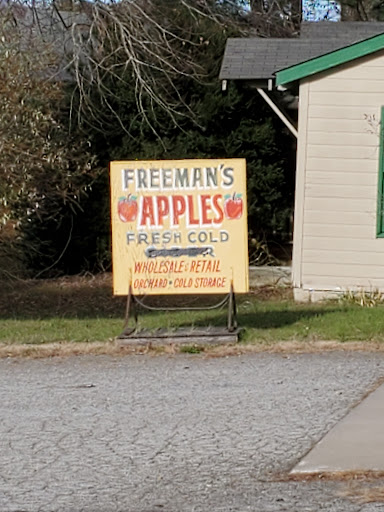 FREEMAN'S
APPLES
FRESH COLD
WHOLESALE & RETAIL
ORCHARD • COLD STORAGE